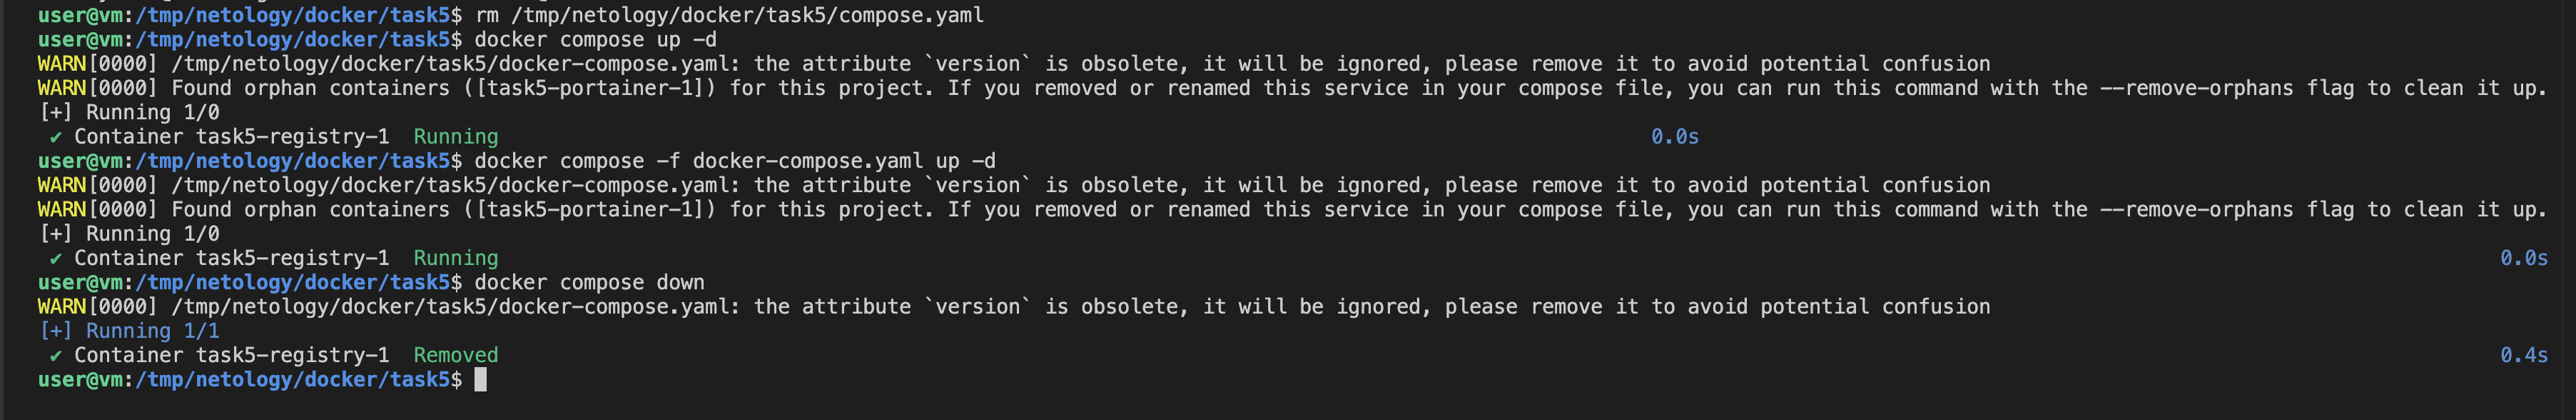 user@vm:/tmp/netology/docker/task5$ rm /tmp/netology/docker/task5/compose.yaml
user@vm:/tmp/netology/docker/task5$ docker compose up -d
WARN[0000] /tmp/netology/docker/task5/docker-compose.yaml: the attribute `version` is obsolete, it will be ignored, please remove it to avoid potential confusion
WARN[0000] Found orphan containers ([task5-portainer-1]) for this project. If you removed or renamed this service in your compose file, you can run this command with the --remove-orphans flag to clean it up.
[+] Running 1/0
✔ Container task5-registry-1 Running 0.0s
user@vm:/tmp/netology/docker/task5$ docker compose -f docker-compose.yaml up -d
WARN[0000] /tmp/netology/docker/task5/docker-compose.yaml: the attribute `version` is obsolete, it will be ignored, please remove it to avoid potential confusion
WARN[0000] Found orphan containers ([task5-portainer-1]) for this project. If you removed or renamed this service in your compose file, you can run this command with the --remove-orphans flag to clean it up.
[+] Running 1/0
✔ Container task5-registry-1 Running 0.0s
user@vm:/tmp/netology/docker/task5$ docker compose down
WARN[0000] /tmp/netology/docker/task5/docker-compose.yaml: the attribute `version` is obsolete, it will be ignored, please remove it to avoid potential confusion
[+] Running 1/1
✔ Container task5-registry-1 Removed 0.4s
user@vm:/tmp/netology/docker/task5$